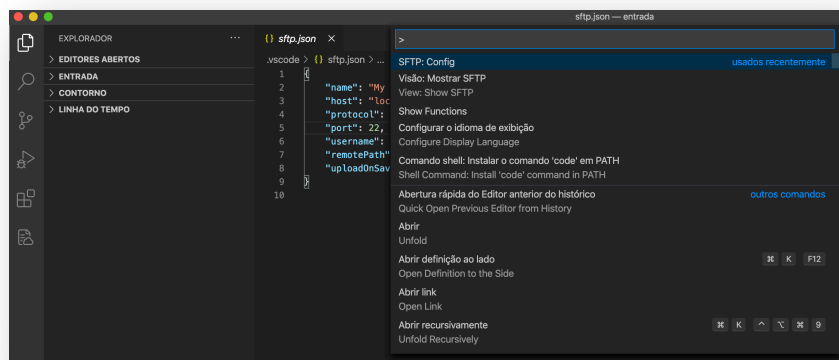 sftp.json — entrada
EXPLORADOR ···
> EDITORES ABERTOS
> ENTRADA
> CONTORNO
> LINHA DO TEMPO
{} sftp.json ×
.vscode > {} sftp.json > ...
1 {
2 "name": "My
3 "host": "loc
4 "protocol":
5 "port": 22,
6 "username":
7 "remotePath"
8 "uploadOnSav
9 }
10
>
SFTP: Config usados recentemente
Visão: Mostrar SFTP
View: Show SFTP
Show Functions
Configurar o idioma de exibição
Configure Display Language
Comando shell: Instalar o comando 'code' em PATH
Shell Command: Install 'code' command in PATH
Abertura rápida do Editor anterior do histórico outros comandos
Quick Open Previous Editor from History
Abrir
Unfold
Abrir definição ao lado ⌘ K F12
Open Definition to the Side
Abrir link
Open Link
Abrir recursivamente ⌘ K ^ ⌥ ⌘ 9
Unfold Recursively